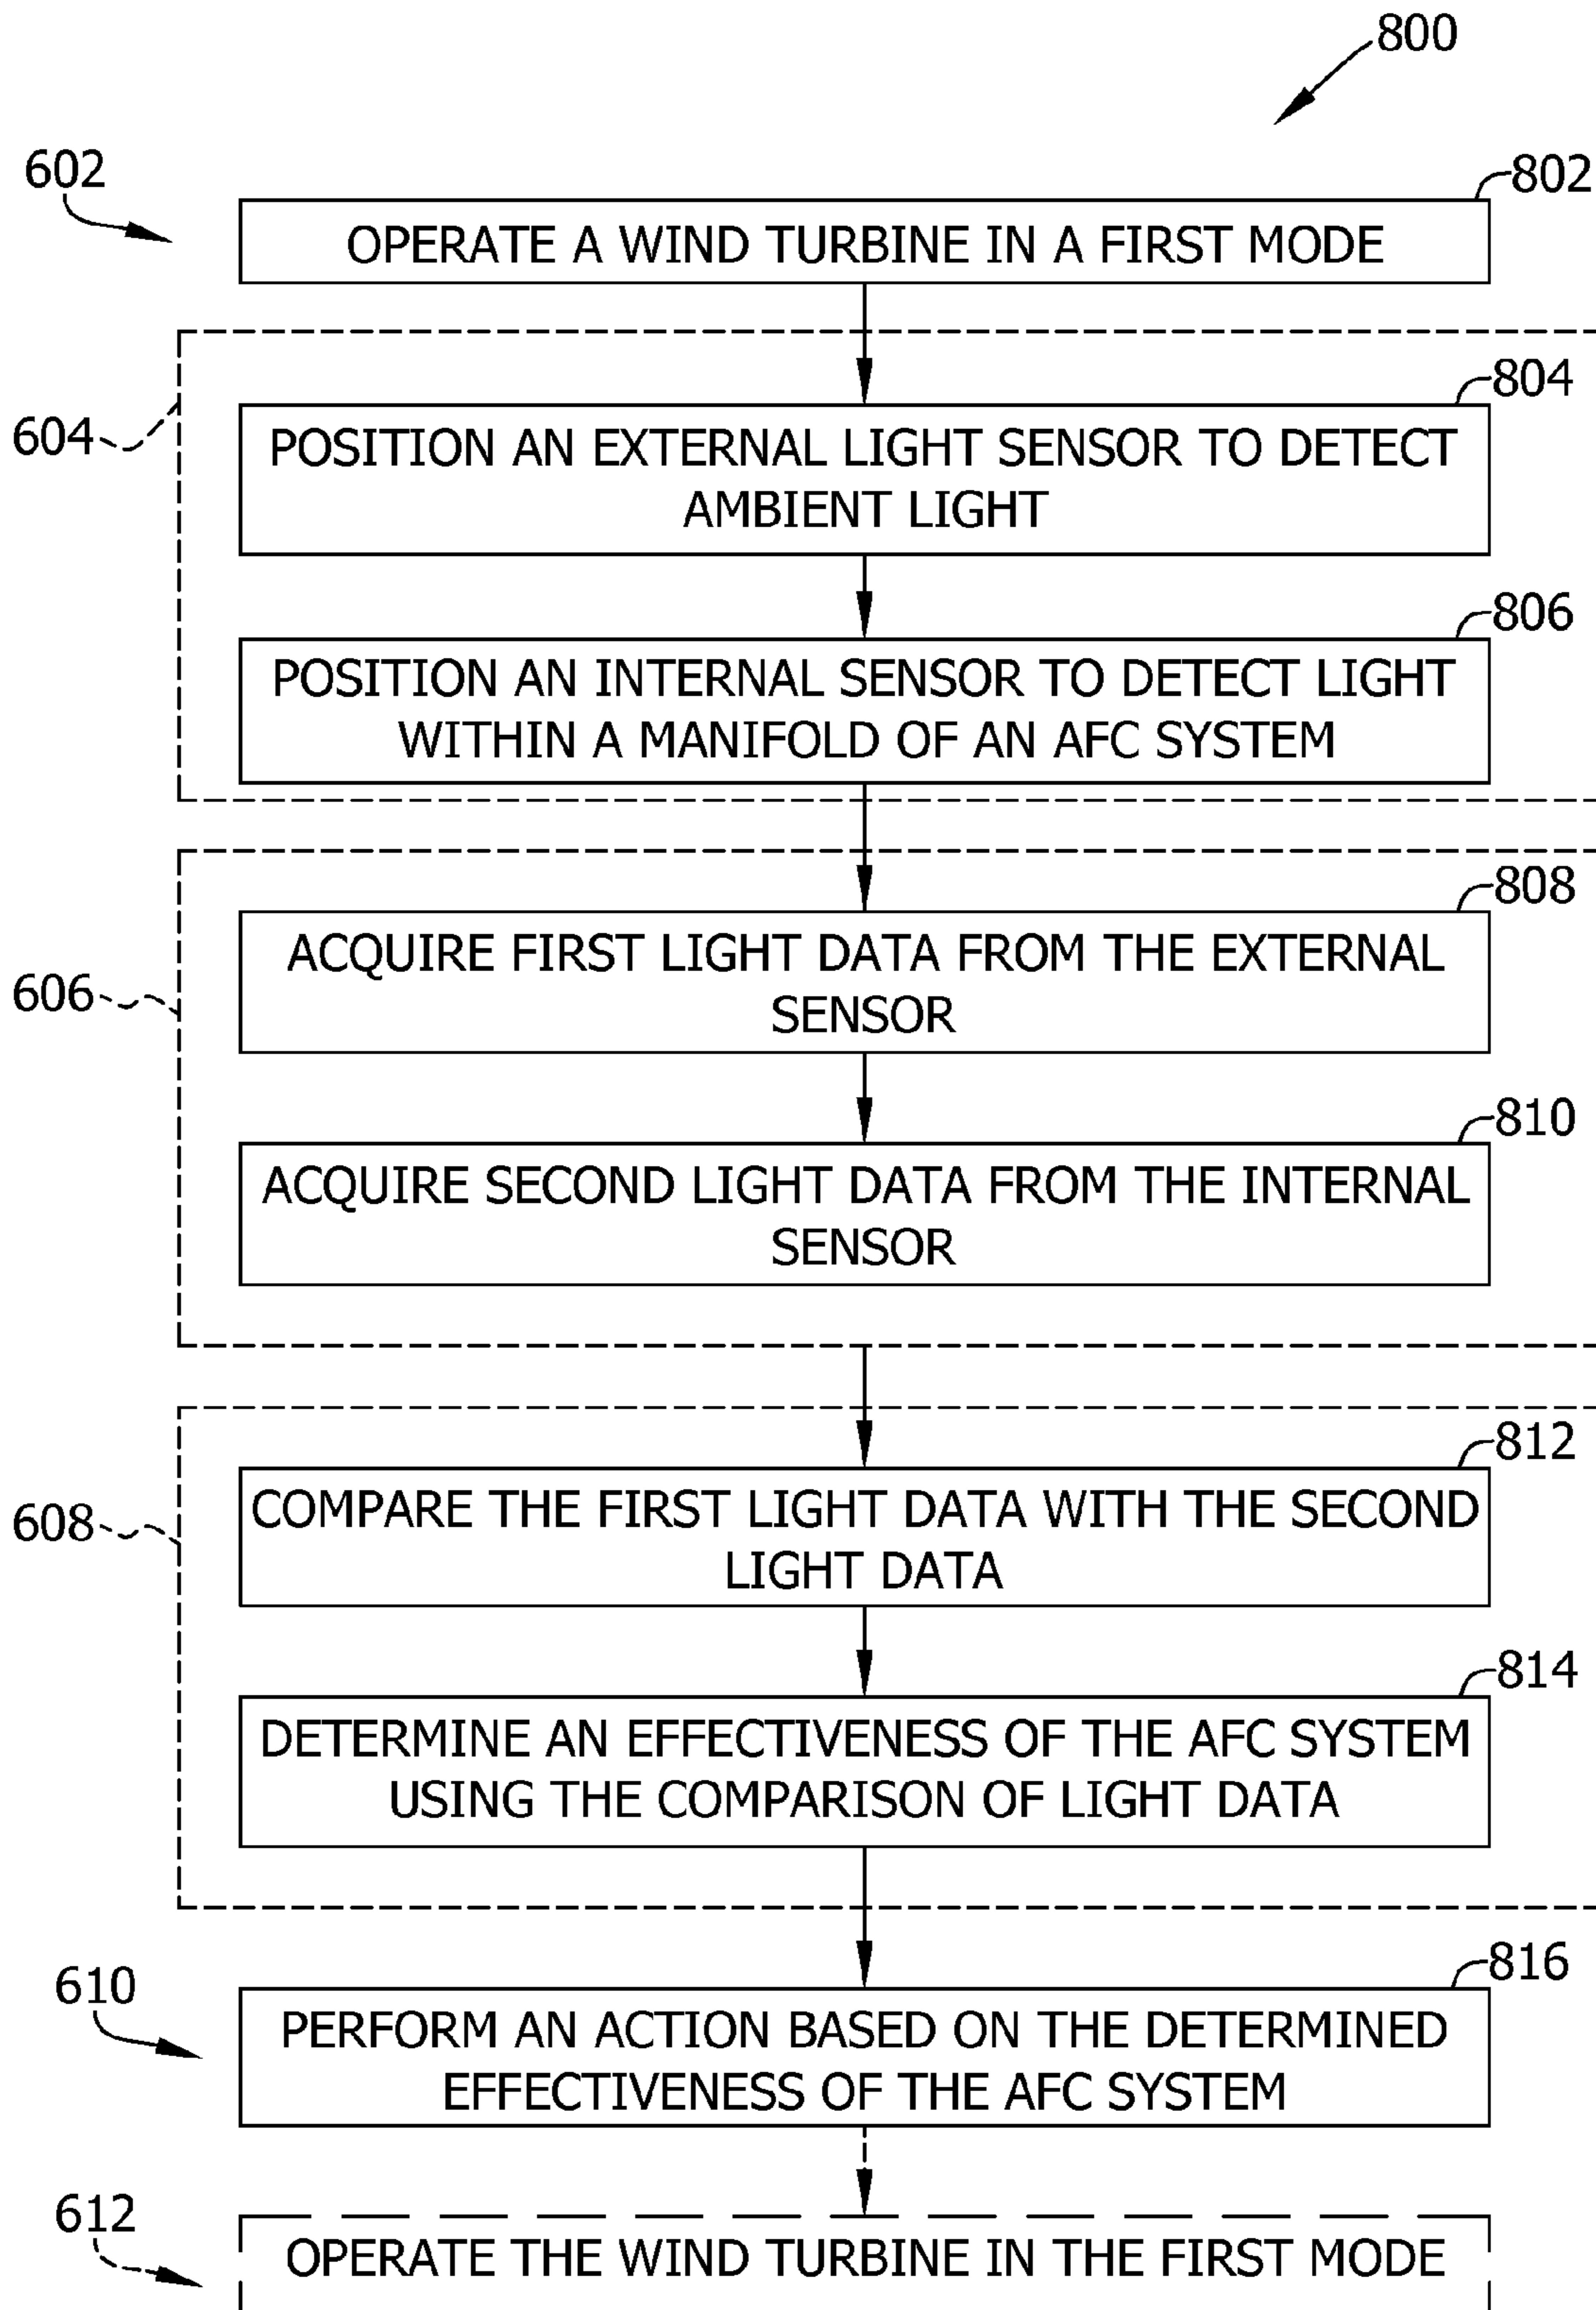 800
602
802
OPERATE A WIND TURBINE IN A FIRST MODE
804
604
POSITION AN EXTERNAL LIGHT SENSOR TO DETECT
AMBIENT LIGHT
806
POSITION AN INTERNAL SENSOR TO DETECT LIGHT
WITHIN A MANIFOLD OF AN AFC SYSTEM
808
606
ACQUIRE FIRST LIGHT DATA FROM THE EXTERNAL
SENSOR
810
ACQUIRE SECOND LIGHT DATA FROM THE INTERNAL
SENSOR
812
608
COMPARE THE FIRST LIGHT DATA WITH THE SECOND
LIGHT DATA
814
DETERMINE AN EFFECTIVENESS OF THE AFC SYSTEM
USING THE COMPARISON OF LIGHT DATA
816
610
PERFORM AN ACTION BASED ON THE DETERMINED
EFFECTIVENESS OF THE AFC SYSTEM
612
OPERATE THE WIND TURBINE IN THE FIRST MODE